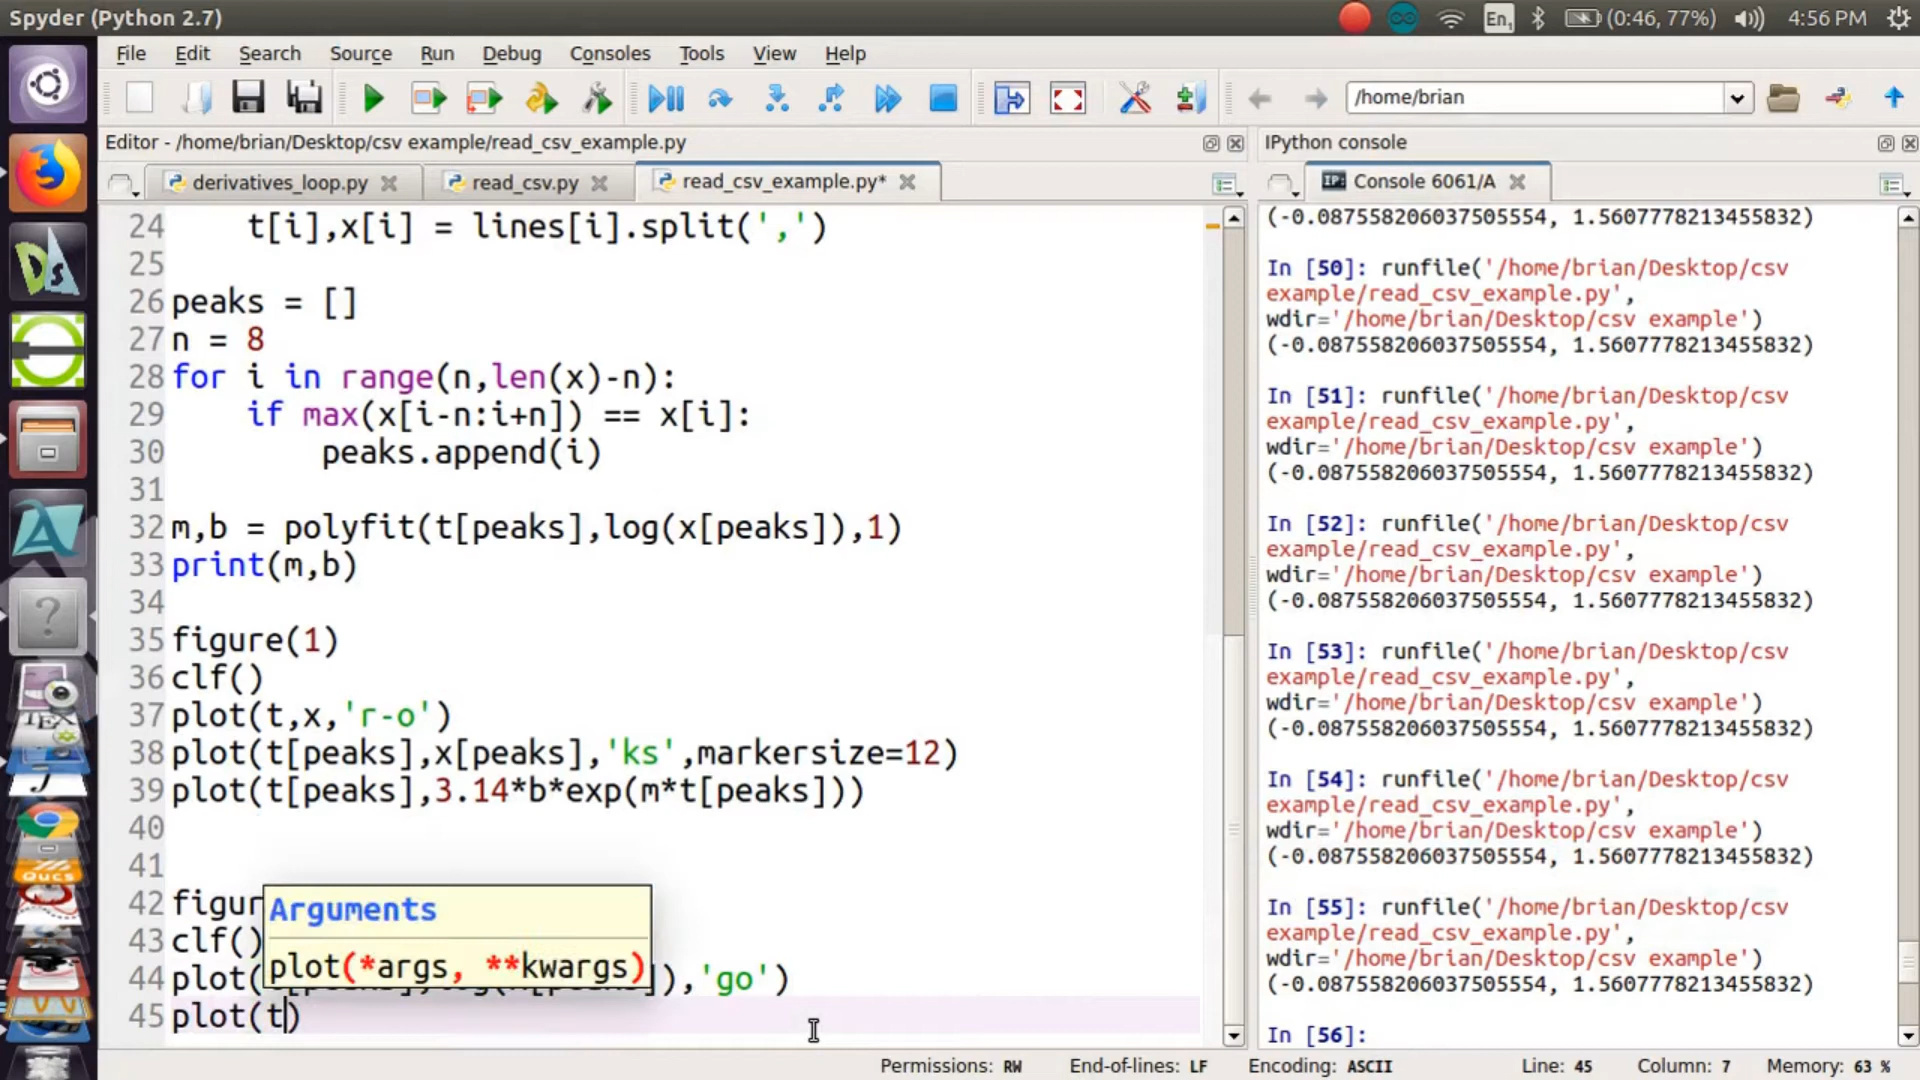 Spyder (Python 2.7)
En1
(0:46, 77%)
4:56 PM
File Edit Search Source Run Debug Consoles Tools View Help
/home/brian
Editor - /home/brian/Desktop/csv example/read_csv_example.py
derivatives_loop.py
read_csv.py
read_csv_example.py*
24 t[i],x[i] = lines[i].split(',')
25
26 peaks = []
27 n = 8
28 for i in range(n,len(x)-n):
29 if max(x[i-n:i+n]) == x[i]:
30 peaks.append(i)
31
32 m,b = polyfit(t[peaks],log(x[peaks]),1)
33 print(m,b)
34
35 figure(1)
36 clf()
37 plot(t,x,'r-o')
38 plot(t[peaks],x[peaks],'ks',markersize=12)
39 plot(t[peaks],3.14*b*exp(m*t[peaks]))
40
41
42 figur
43 clf()
44 plot( ]),'go')
45 plot(t)
Arguments
plot(*args, **kwargs)
IPython console
IP: Console 6061/A
(-0.087558206037505554, 1.5607778213455832)
In [50]: runfile('/home/brian/Desktop/csv
example/read_csv_example.py',
wdir='/home/brian/Desktop/csv example')
(-0.087558206037505554, 1.5607778213455832)
In [51]: runfile('/home/brian/Desktop/csv
example/read_csv_example.py',
wdir='/home/brian/Desktop/csv example')
(-0.087558206037505554, 1.5607778213455832)
In [52]: runfile('/home/brian/Desktop/csv
example/read_csv_example.py',
wdir='/home/brian/Desktop/csv example')
(-0.087558206037505554, 1.5607778213455832)
In [53]: runfile('/home/brian/Desktop/csv
example/read_csv_example.py',
wdir='/home/brian/Desktop/csv example')
(-0.087558206037505554, 1.5607778213455832)
In [54]: runfile('/home/brian/Desktop/csv
example/read_csv_example.py',
wdir='/home/brian/Desktop/csv example')
(-0.087558206037505554, 1.5607778213455832)
In [55]: runfile('/home/brian/Desktop/csv
example/read_csv_example.py',
wdir='/home/brian/Desktop/csv example')
(-0.087558206037505554, 1.5607778213455832)
In [56]:
Ds
TEX
QUCS
Permissions: RW End-of-lines: LF Encoding: ASCII Line: 45 Column: 7 Memory: 63 %